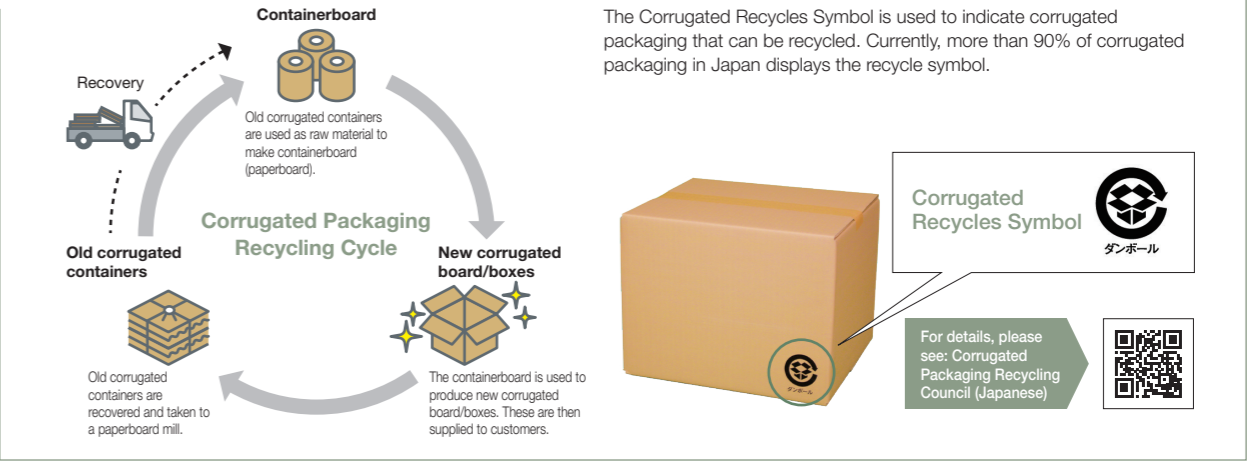 Containerboard
Recovery
Old corrugated containers
are used as raw material to
make containerboard
(paperboard).
Corrugated Packaging
Recycling Cycle
Old corrugated
containers
New corrugated
board/boxes
Old corrugated
containers are
recovered and taken to
a paperboard mill.
The containerboard is used to
produce new corrugated
board/boxes. These are then
supplied to customers.
The Corrugated Recycles Symbol is used to indicate corrugated
packaging that can be recycled. Currently, more than 90% of corrugated
packaging in Japan displays the recycle symbol.
Corrugated
Recycles Symbol
ダンボール
ダンボール
For details, please
see: Corrugated
Packaging Recycling
Council (Japanese)